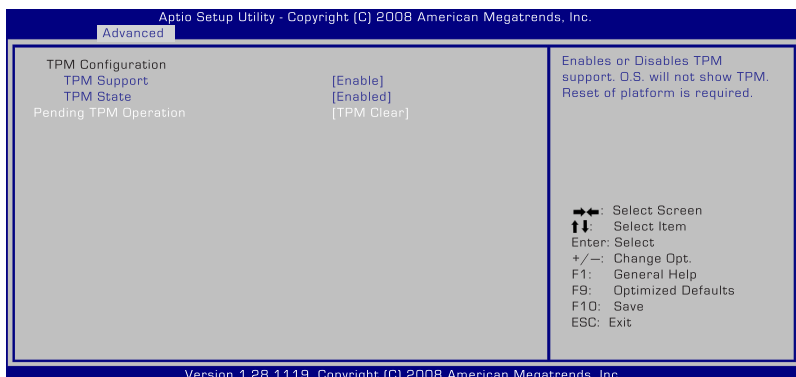 Aptio Setup Utility - Copyright (C) 2008 American Megatrends, Inc.
Advanced
TPM Configuration
TPM Support [Enable]
TPM State [Enabled]
Pending TPM Operation [TPM Clear]
Enables or Disables TPM
support. O.S. will not show TPM.
Reset of platform is required.
→←: Select Screen
↑↓: Select Item
Enter: Select
+/—: Change Opt.
F1: General Help
F9: Optimized Defaults
F10: Save
ESC: Exit
Version 1.28.1119. Copyright (C) 2008 American Megatrends, Inc.